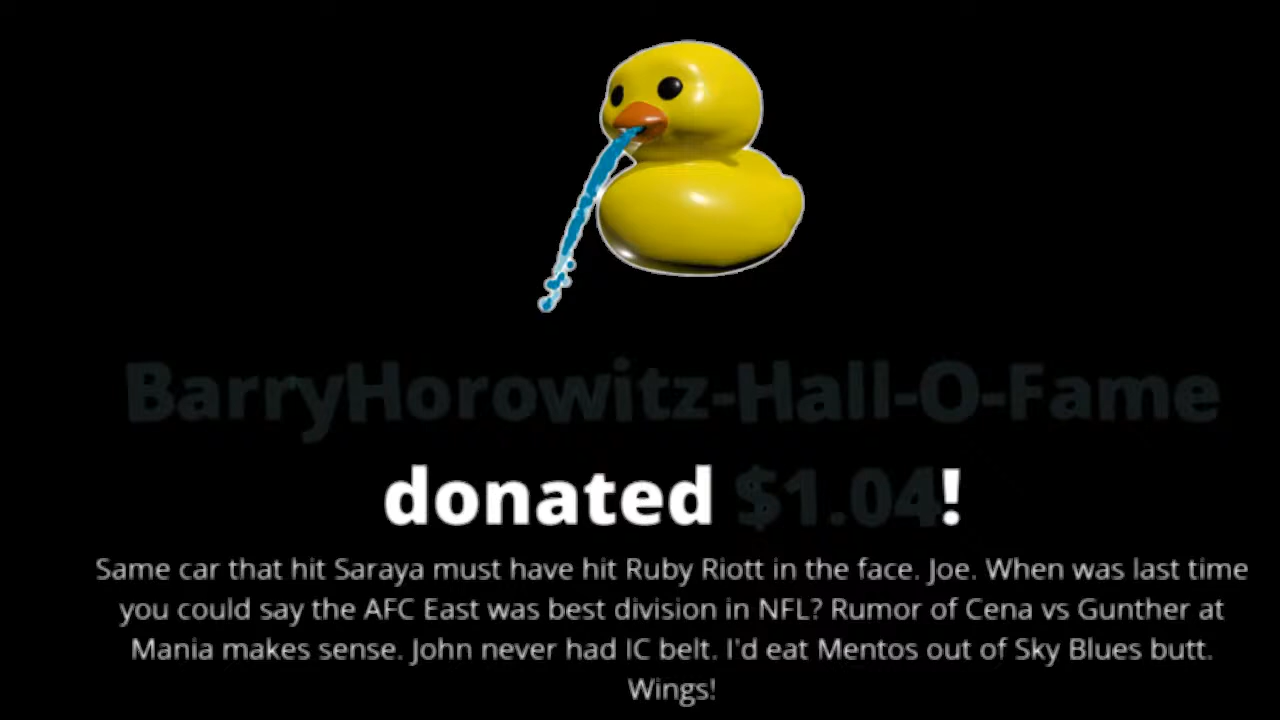 BarryHorowitz-Hall-O-Fame
donated $1.04!
Same car that hit Saraya must have hit Ruby Riott in the face. Joe. When was last time
you could say the AFC East was best division in NFL? Rumor of Cena vs Gunther at
Mania makes sense. John never had IC belt. I'd eat Mentos out of Sky Blues butt.
Wings!